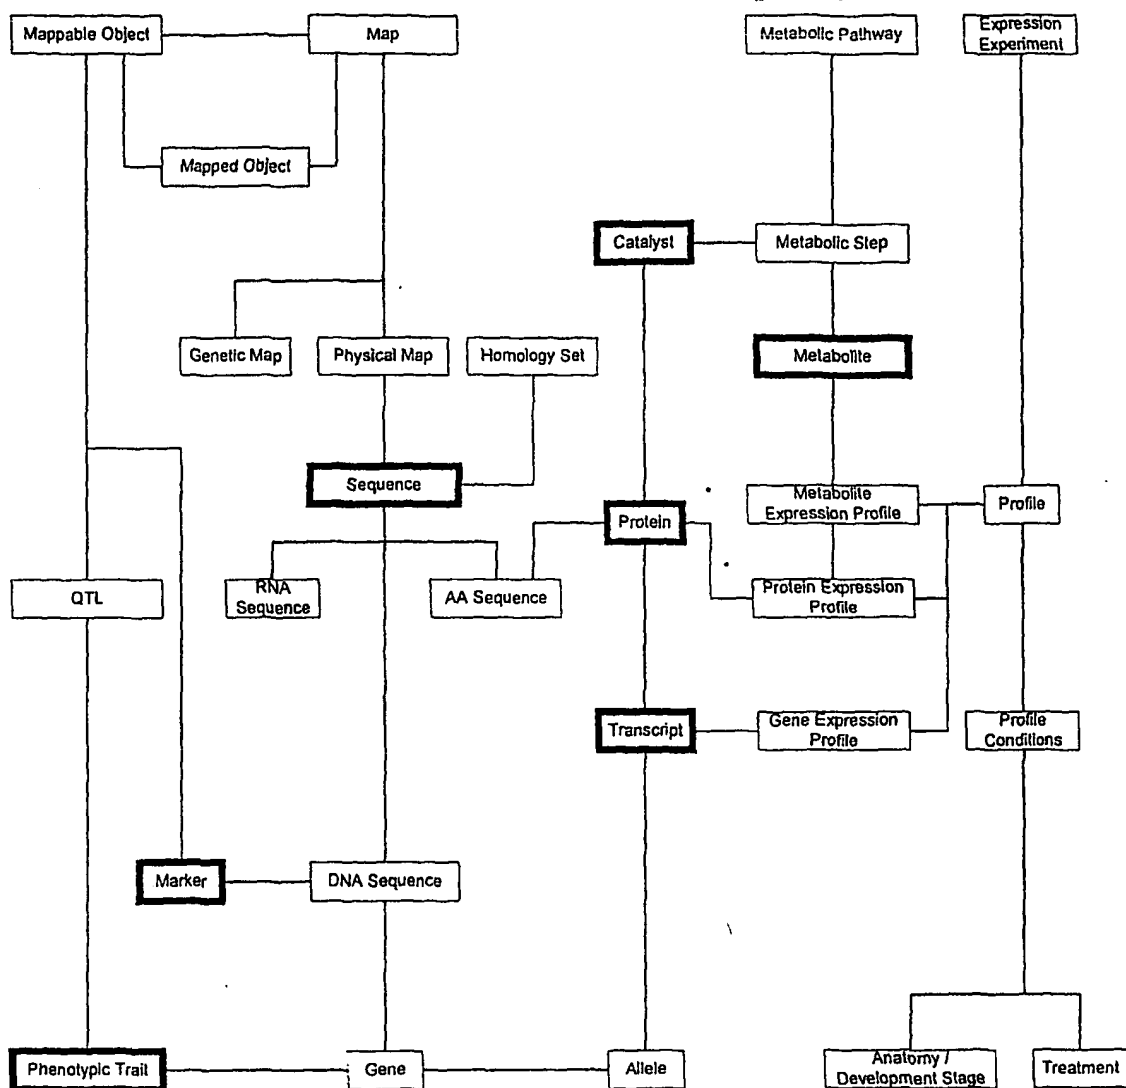 Mappable Object
Map
Metabolic Pathway
Expression
Experiment
Mapped Object
Catalyst
Metabolic Step
Genetic Map
Physical Map
Homology Set
Metabolite
Sequence
Metabolite
Expression Profile
Profile
Protein
QTL
RNA
Sequence
AA Sequence
Protein Expression
Profile
Transcript
Gene Expression
Profile
Profile
Conditions
Marker
DNA Sequence
Phenotypic Trait
Gene
Allele
Anatomy /
Development Stage
Treatment